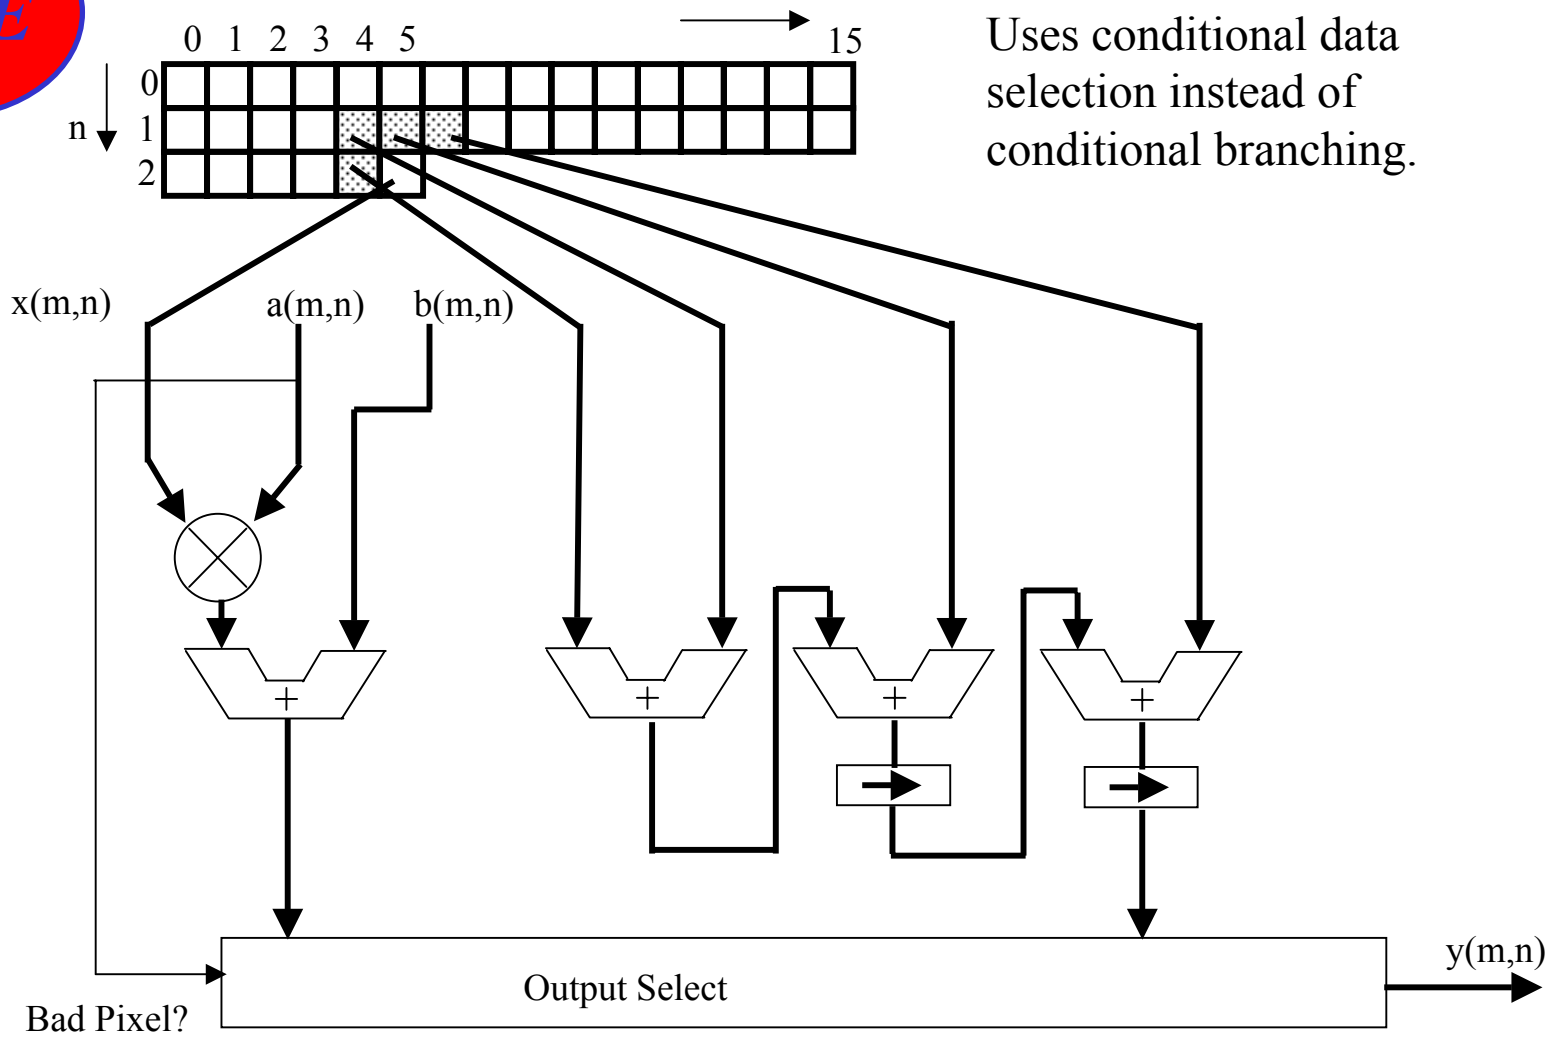 E
0 1 2 3 4 5
15
Uses conditional data
selection instead of
conditional branching.
0
n
1
2
x(m,n)
a(m,n)
b(m,n)
+
+
+
+
Output Select
y(m,n)
Bad Pixel?